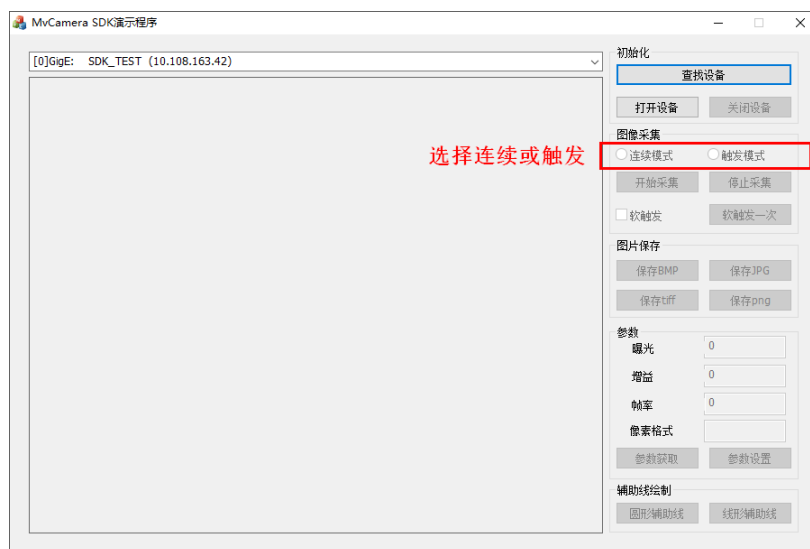 MvCamera SDK演示程序
[0]GigE: SDK_TEST (10.108.163.42)
初始化
查找设备
打开设备 关闭设备
图像采集
选择连续或触发
连续模式 触发模式
开始采集 停止采集
软触发 软触发一次
图片保存
保存BMP 保存JPG
保存tiff 保存png
参数
曝光 0
增益 0
帧率 0
像素格式
参数获取 参数设置
辅助线绘制
圆形辅助线 线形辅助线